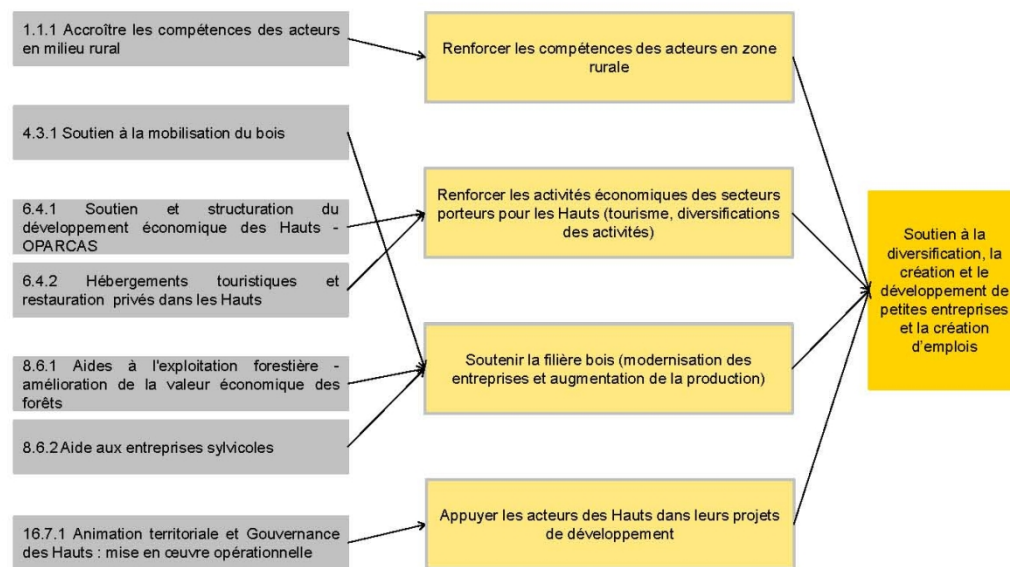 1.1.1 Accroître les compétences des acteurs
en milieu rural
4.3.1 Soutien à la mobilisation du bois
6.4.1 Soutien et structuration du
développement économique des Hauts -
OPARCAS
6.4.2 Hébergements touristiques et
restauration privés dans les Hauts
8.6.1 Aides à l'exploitation forestière -
amélioration de la valeur économique des
forêts
8.6.2 Aide aux entreprises sylvicoles
16.7.1 Animation territoriale et Gouvernance
des Hauts : mise en œuvre opérationnelle
Renforcer les compétences des acteurs en zone
rurale
Renforcer les activités économiques des secteurs
porteurs pour les Hauts (tourisme, diversifications
des activités)
Soutenir la filière bois (modernisation des
entreprises et augmentation de la production)
Appuyer les acteurs des Hauts dans leurs projets
de développement
Soutien à la
diversification, la
création et le
développement de
petites entreprises
et la création
d'emplois